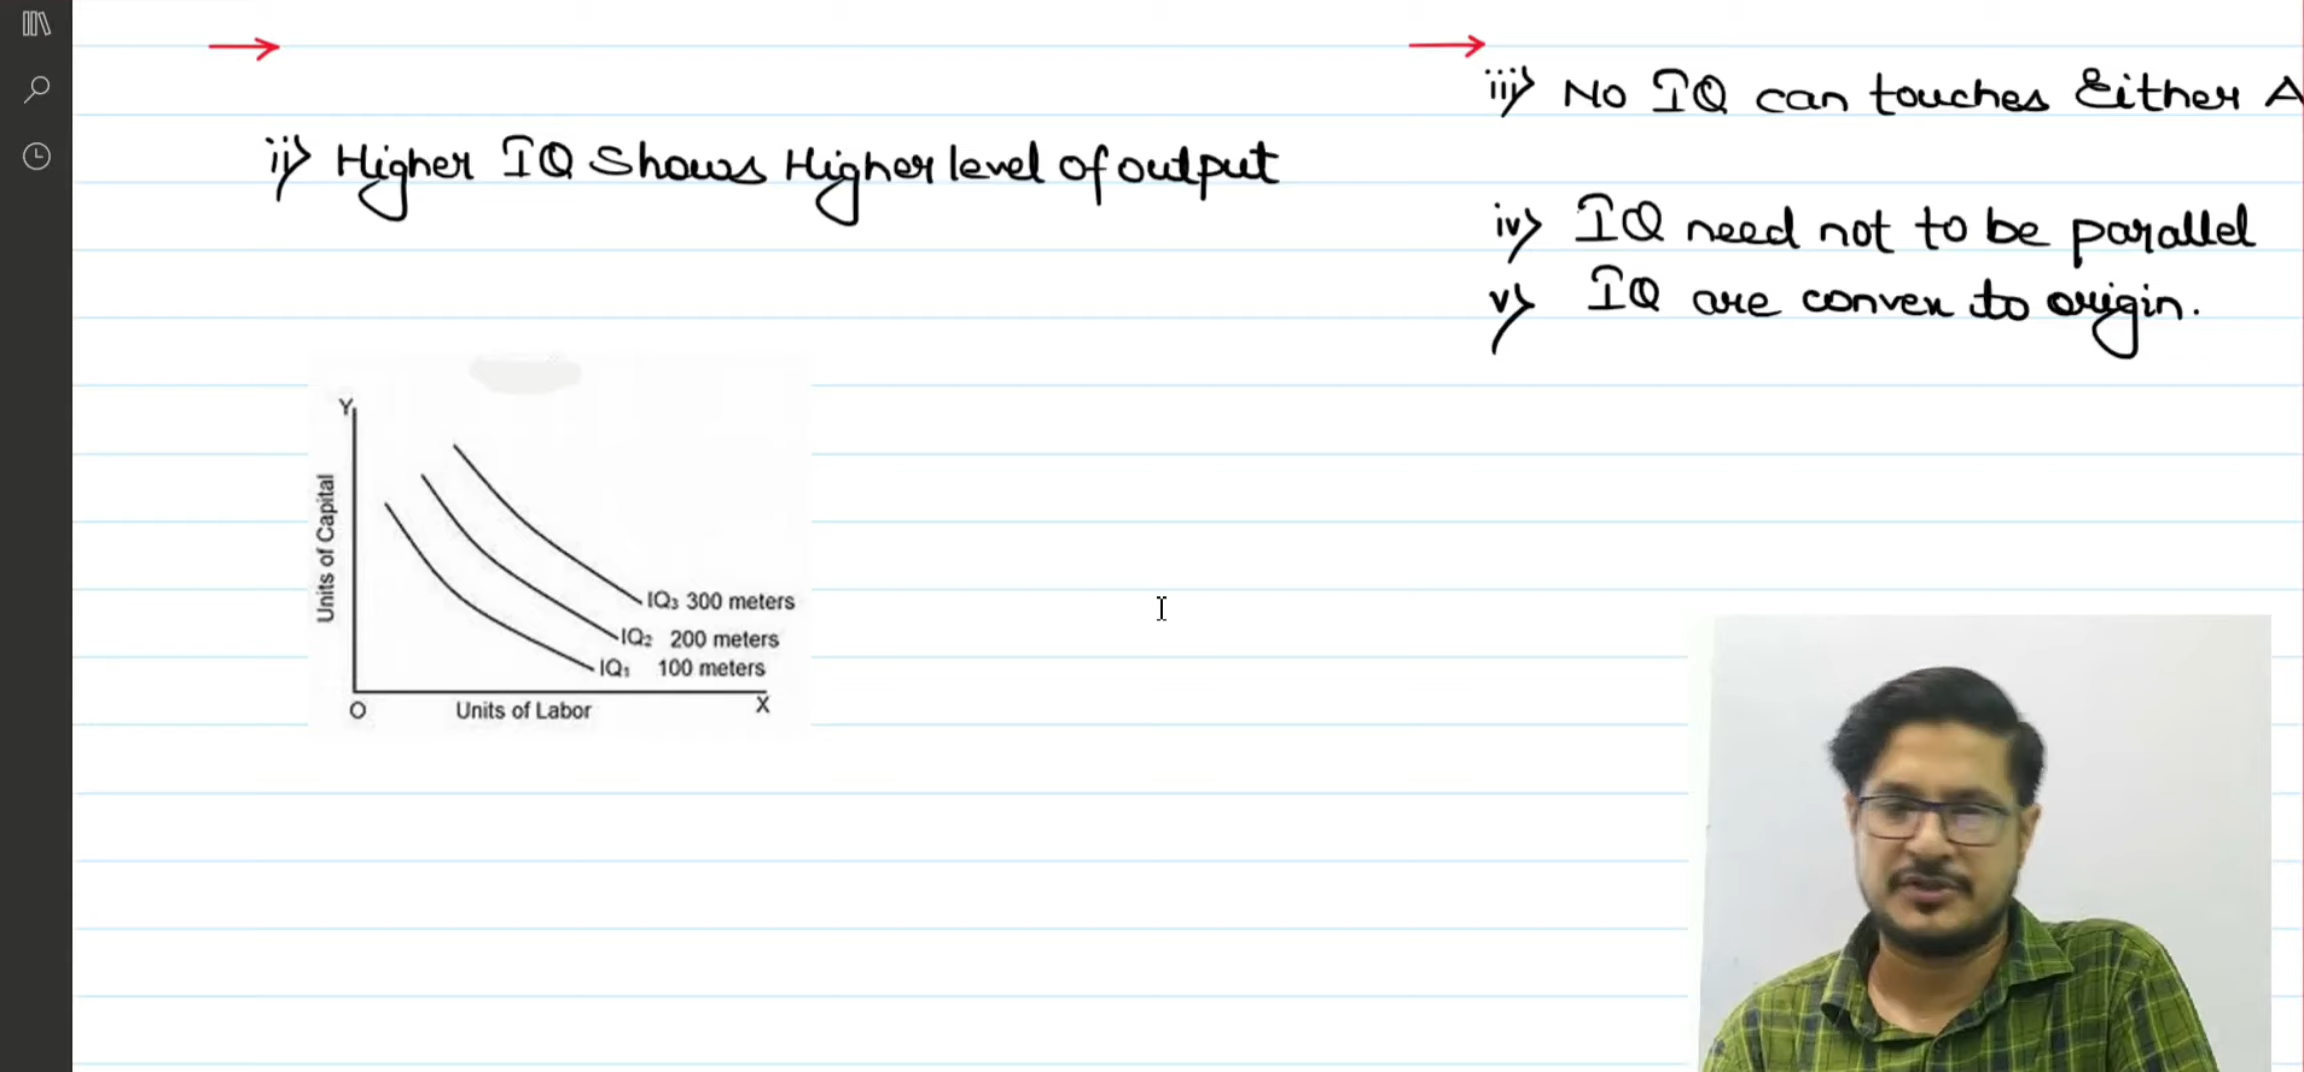 ii) Higher IQ Shows Higher level of output
iii) No IQ can touches Either A
iv) IQ need not to be parallel
v) IQ are convex to origin.
Y
Units of Capital
IQ₃ 300 meters
IQ₂ 200 meters
IQ₁ 100 meters
O
Units of Labor
X